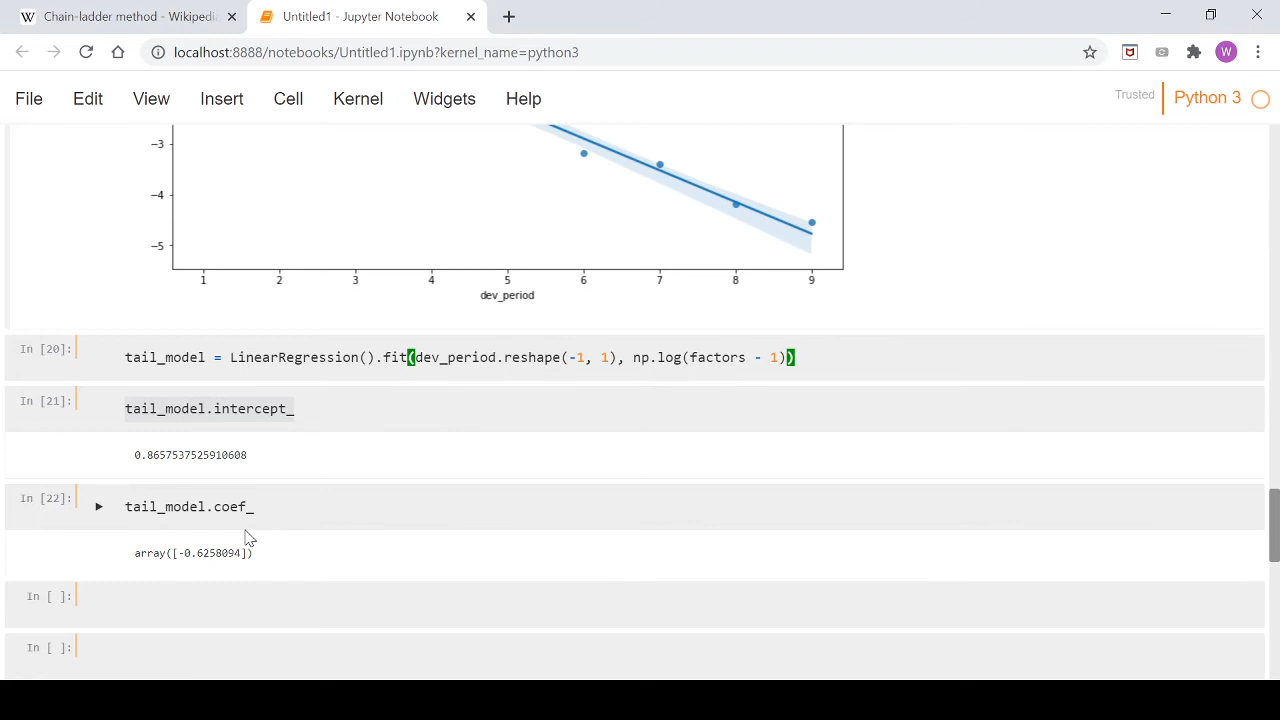 Chain-ladder method - Wikipedi
Untitled1 - Jupyter Notebook
localhost:8888/notebooks/Untitled1.ipynb?kernel_name=python3
W
File Edit View Insert Cell Kernel Widgets Help
Trusted
Python 3
−3
−4
−5
1 2 3 4 5 6 7 8 9
dev_period
In [20]:
tail_model = LinearRegression().fit(dev_period.reshape(-1, 1), np.log(factors - 1))
In [21]:
tail_model.intercept_
0.8657537525910608
In [22]:
tail_model.coef_
array([-0.6258094])
In [ ]:
In [ ]: